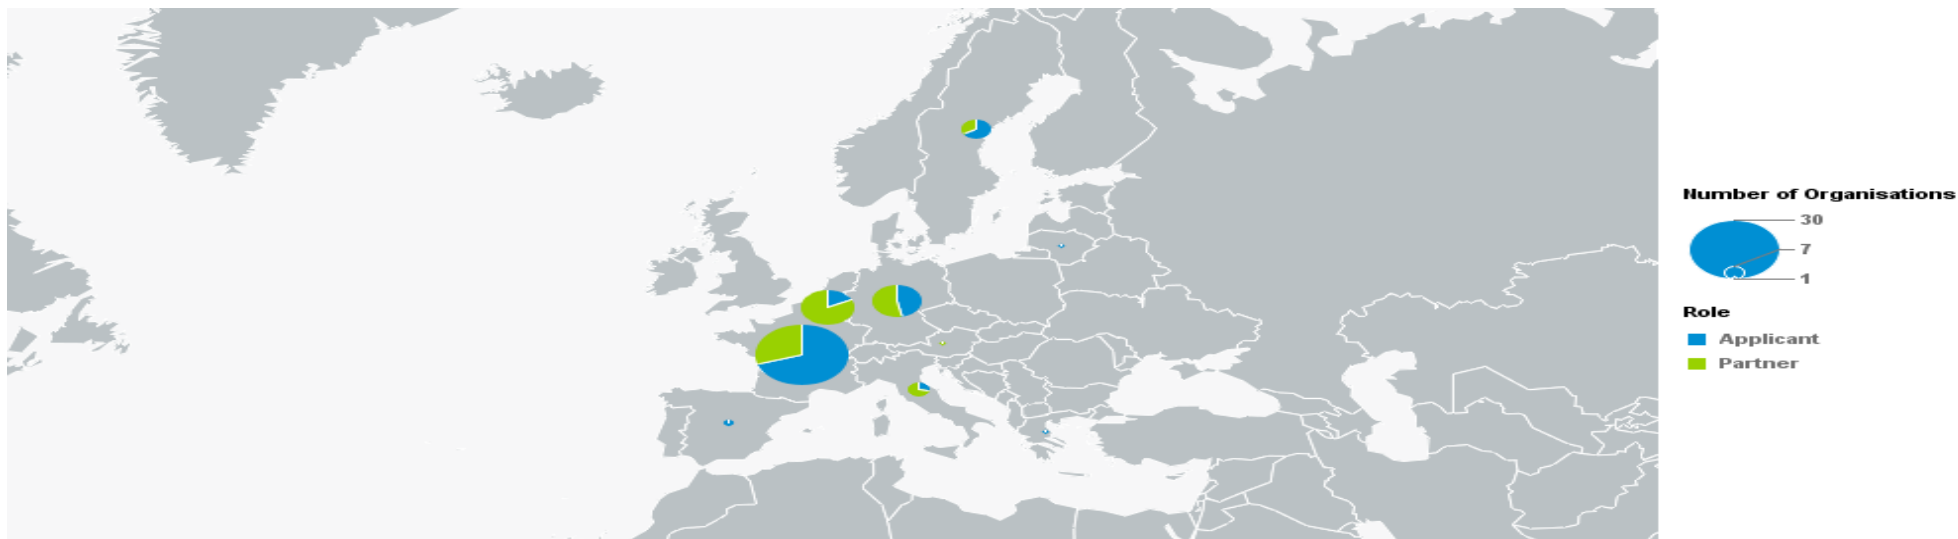 Number of Organisations
30
7
1
Role
Applicant
Partner